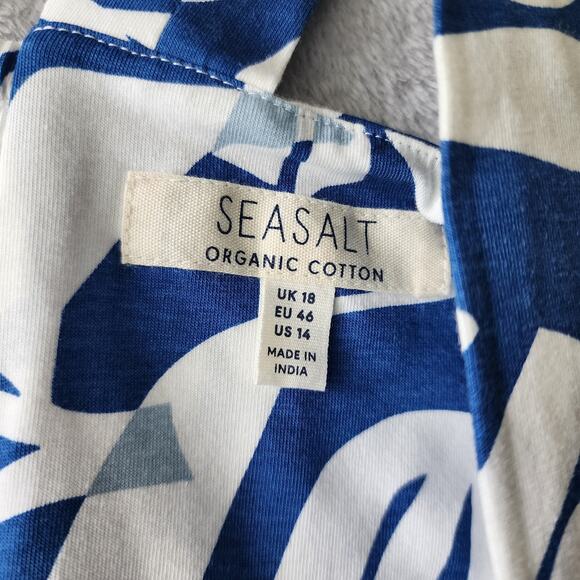 SEASALT
ORGANIC COTTON
UK 18
EU 46
US 14
MADE IN
INDIA